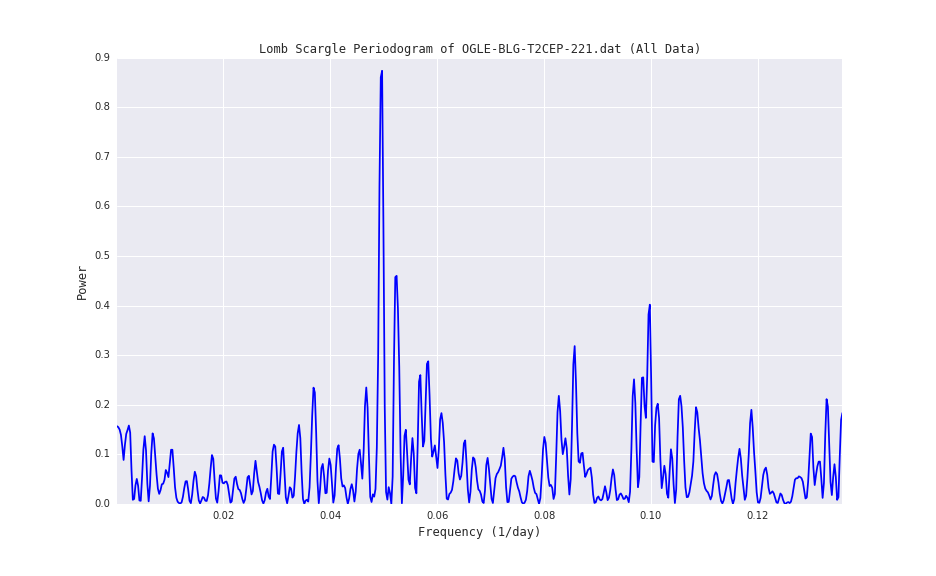 Lomb Scargle Periodogram of OGLE-BLG-T2CEP-221.dat (All Data)
0.9
0.8
0.7
0.6
0.5
0.4
0.3
0.2
0.1
0.0
Power
0.02 0.04 0.06 0.08 0.10 0.12
Frequency (1/day)